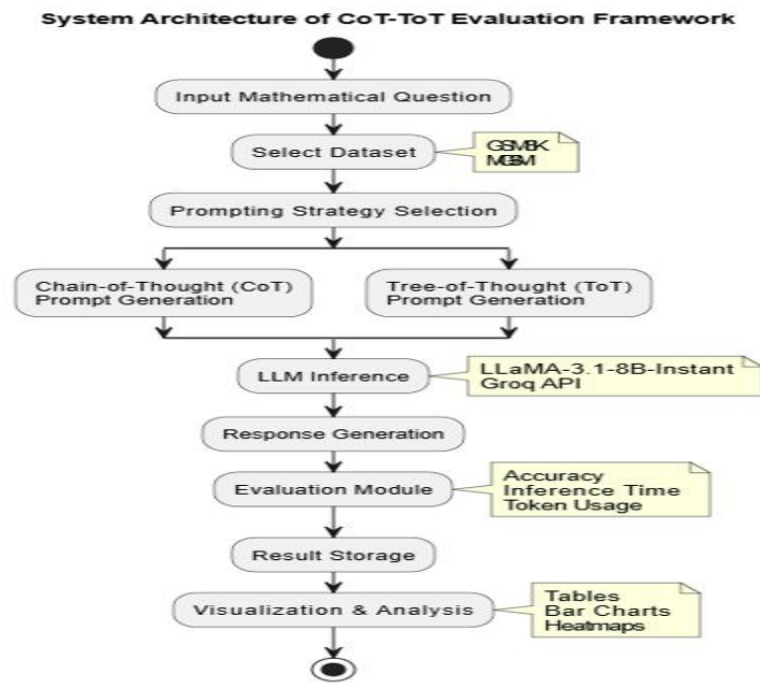 System Architecture of CoT-ToT Evaluation Framework
Input Mathematical Question
Select Dataset
GSM8K
MGSM
Prompting Strategy Selection
Chain-of-Thought (CoT)
Prompt Generation
Tree-of-Thought (ToT)
Prompt Generation
LLM Inference
LLaMA-3.1-8B-Instant
Groq API
Response Generation
Evaluation Module
Accuracy
Inference Time
Token Usage
Result Storage
Visualization & Analysis
Tables
Bar Charts
Heatmaps